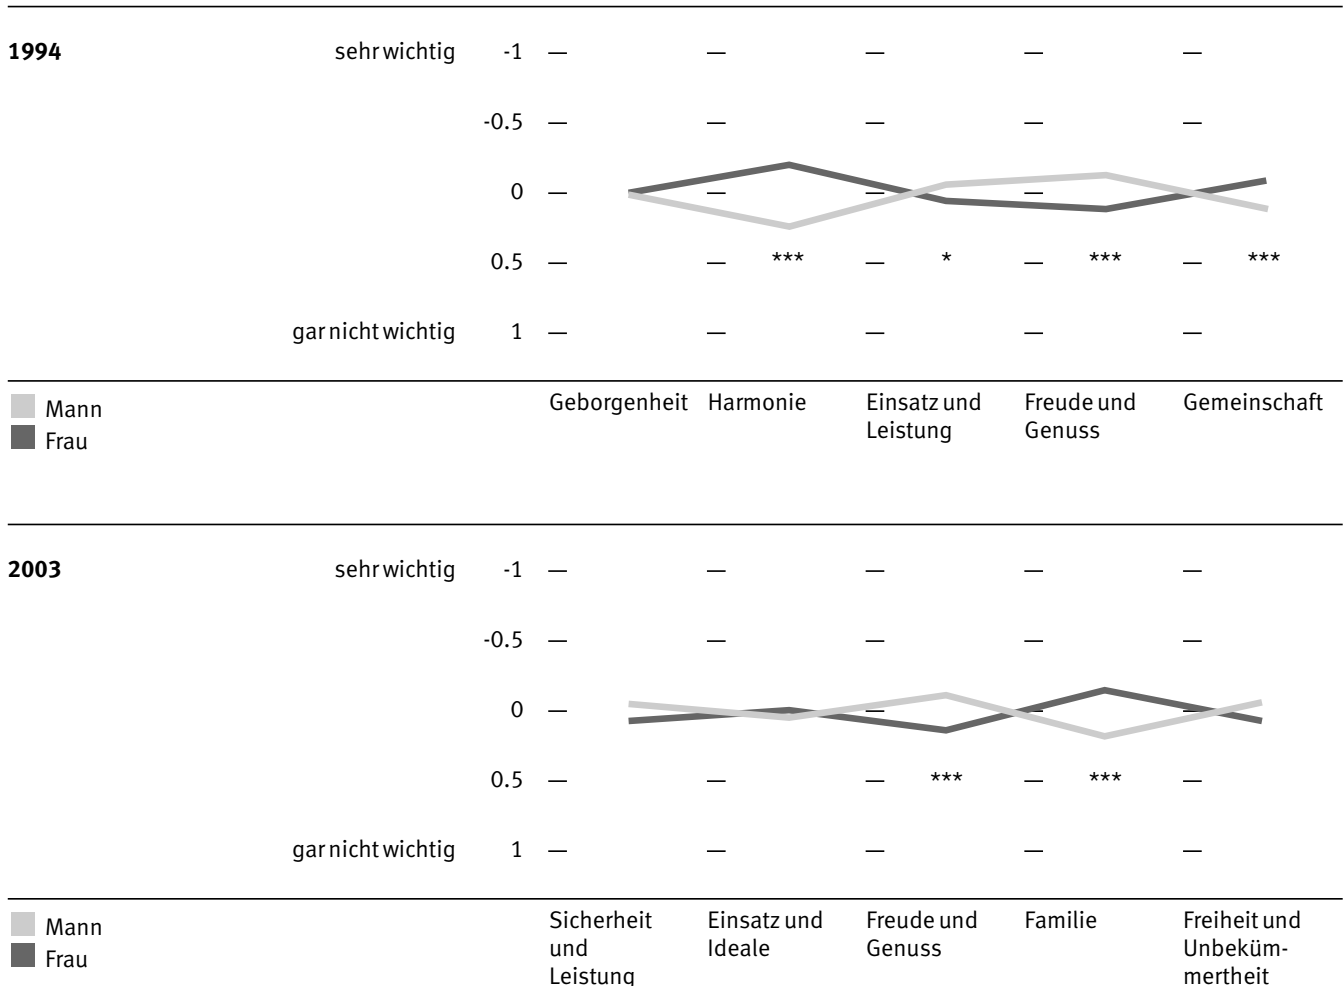 1994 sehr wichtig -1 — — — — —
-0.5 — — — — —
0 — — — — —
0.5 — — *** — * — *** — ***
gar nicht wichtig 1 — — — — —
Mann
Frau
Geborgenheit Harmonie Einsatz und Freude und Gemeinschaft
Leistung Genuss
2003 sehr wichtig -1 — — — — —
-0.5 — — — — —
0 — — — — —
0.5 — — — *** — *** —
gar nicht wichtig 1 — — — — —
Mann
Frau
Sicherheit Einsatz und Freude und Familie Freiheit und
und Ideale Genuss Unbeküm-
Leistung mertheit